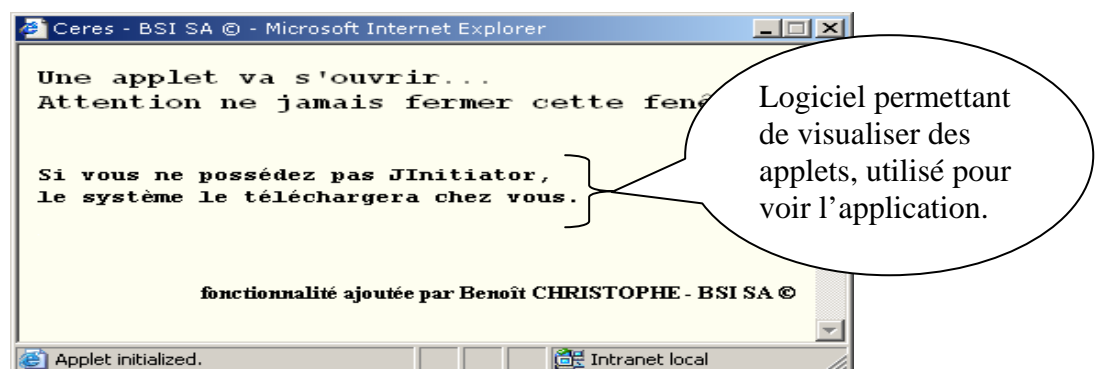 Ceres - BSI SA © - Microsoft Internet Explorer
Une applet va s'ouvrir...
Attention ne jamais fermer cette
Si vous ne possédez pas JInitiator,
le système le téléchargera chez vous.
Logiciel permettant
de visualiser des
applets, utilisé pour
voir l’application.
fonctionnalité ajoutée par Benoît CHRISTOPHE - BSI SA ©
Applet initialized.
Intranet local